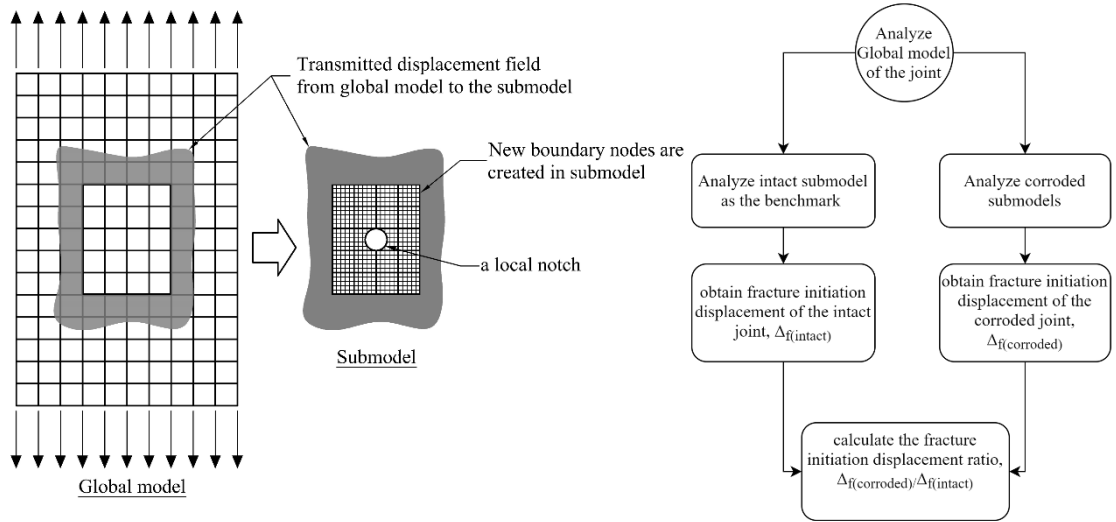 Transmitted displacement field
from global model to the submodel
New boundary nodes are
created in submodel
a local notch
Submodel
Global model
Analyze
Global model
of the joint
Analyze intact submodel
as the benchmark
Analyze corroded
submodels
obtain fracture initiation
displacement of the intact
joint, Δf(intact)
obtain fracture initiation
displacement of the
corroded joint,
Δf(corroded)
calculate the fracture
initiation displacement ratio,
Δf(corroded)/Δf(intact)